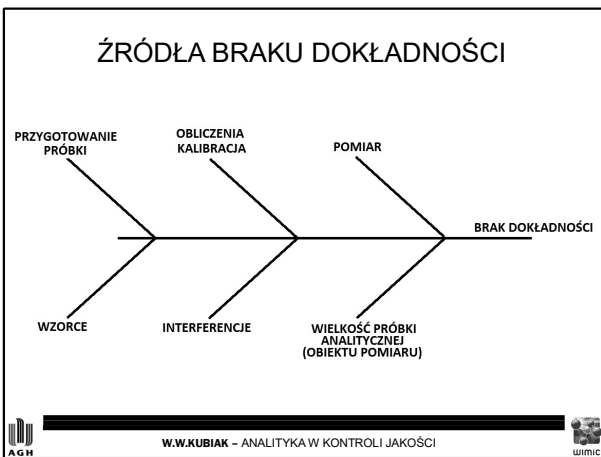 ŹRÓDŁA BRAKU DOKŁADNOŚCI
PRZYGOTOWANIE
PRÓBKI
OBLICZENIA
KALIBRACJA
POMIAR
BRAK DOKŁADNOŚCI
WZORCE
INTERFERENCJE
WIELKOŚĆ PRÓBKI
ANALITYCZNEJ
(OBIEKTU POMIARU)
AGH
W.W.KUBIAK – ANALITYKA W KONTROLI JAKOŚCI
WIMiC